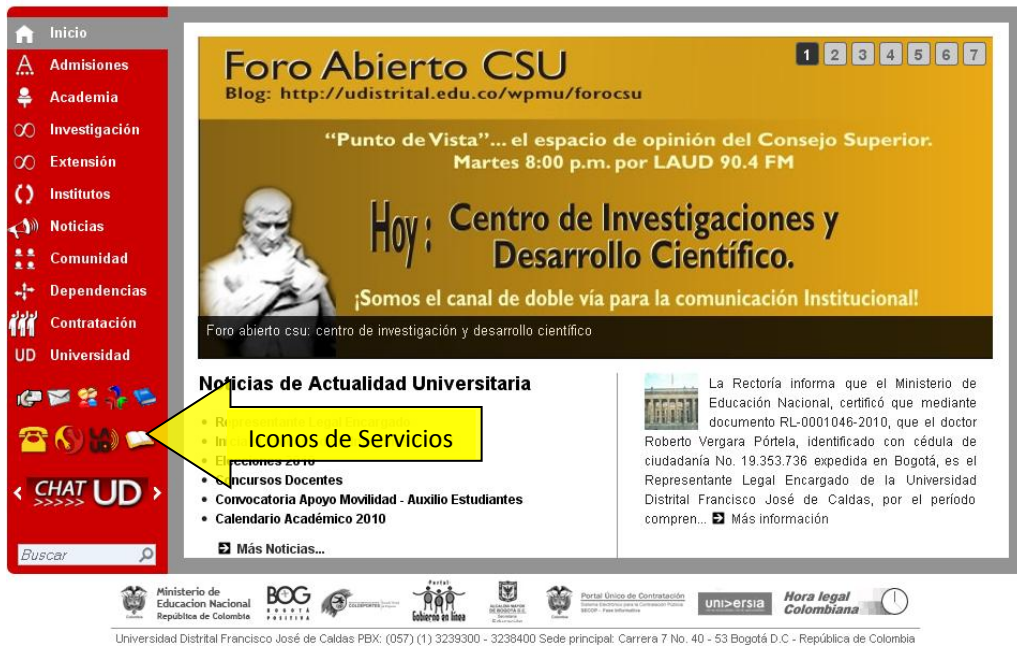 Inicio
Admisiones
Academia
Investigación
Extensión
Institutos
Noticias
Comunidad
Dependencias
Contratación
UD Universidad
CHAT UD
>>>>>
Buscar
Foro Abierto CSU
1 2 3 4 5 6 7
Blog: http://udistrital.edu.co/wpmu/forocsu
“Punto de Vista”... el espacio de opinión del Consejo Superior.
Martes 8:00 p.m. por LAUD 90.4 FM
Hoy : Centro de Investigaciones y
Desarrollo Científico.
¡Somos el canal de doble vía para la comunicación Institucional!
Foro abierto csu: centro de investigación y desarrollo científico
Noticias de Actualidad Universitaria
Iconos de Servicios
Elecciones 2010
Concursos Docentes
Convocatoria Apoyo Movilidad - Auxilio Estudiantes
Calendario Académico 2010
Más Noticias...
La Rectoría informa que el Ministerio de
Educación Nacional, certificó que mediante
documento RL-0001046-2010, que el doctor
Roberto Vergara Pórtela, identificado con cédula de
ciudadanía No. 19.353.736 expedida en Bogotá, es el
Representante Legal Encargado de la Universidad
Distrital Francisco José de Caldas, por el período
compren... Más información
Ministerio de
Educacion Nacional
República de Colombia
BOG
BOGOTÁ
POSITIVA
COLDEPORTES
Portal
Gobierno en línea
Portal Único de Contratación
universia
Hora legal
Colombiana
Universidad Distrital Francisco José de Caldas PBX: (057) (1) 3239300 - 3238400 Sede principal: Carrera 7 No. 40 - 53 Bogotá D.C - República de Colombia